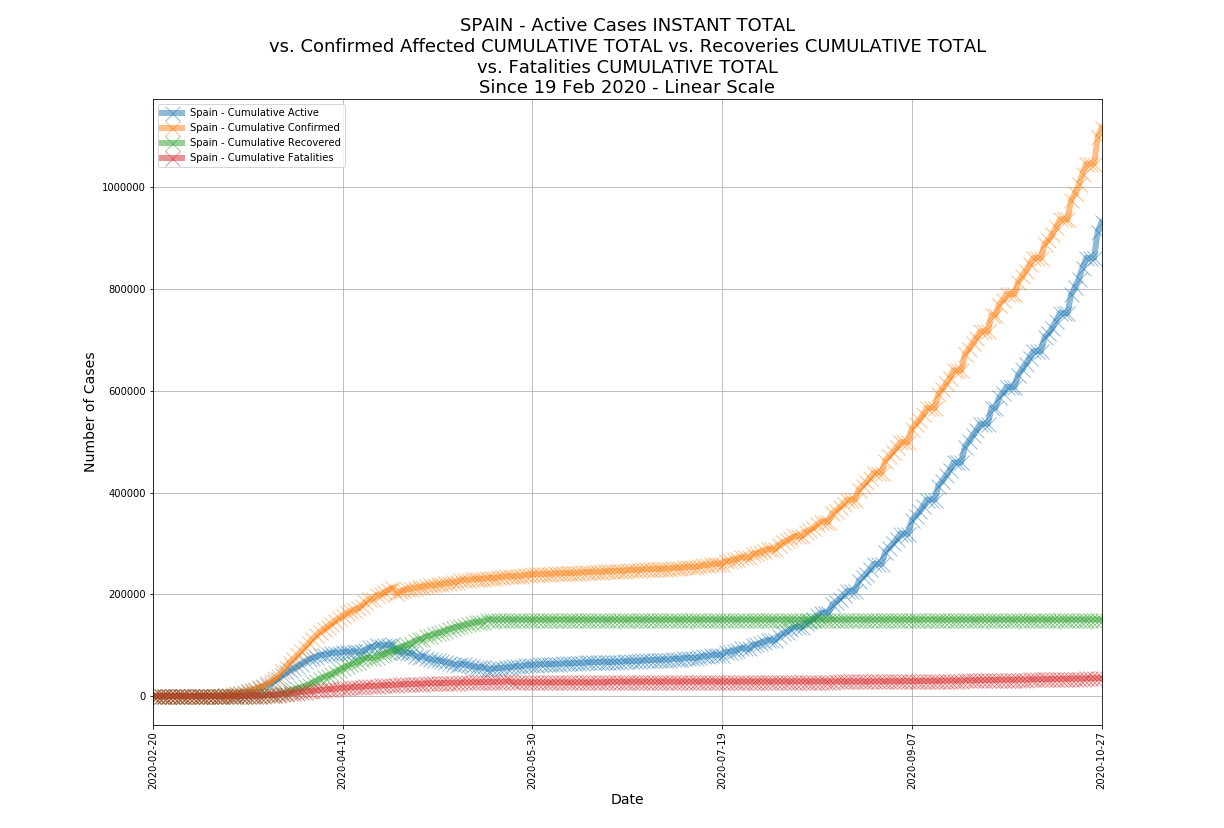 SPAIN - Active Cases INSTANT TOTAL
vs. Confirmed Affected CUMULATIVE TOTAL vs. Recoveries CUMULATIVE TOTAL
vs. Fatalities CUMULATIVE TOTAL
Since 19 Feb 2020 - Linear Scale
Spain - Cumulative Active
Spain - Cumulative Confirmed
Spain - Cumulative Recovered
Spain - Cumulative Fatalities
1000000
800000
600000
400000
200000
0
Number of Cases
2020-02-20
2020-04-10
2020-05-30
2020-07-19
2020-09-07
2020-10-27
Date